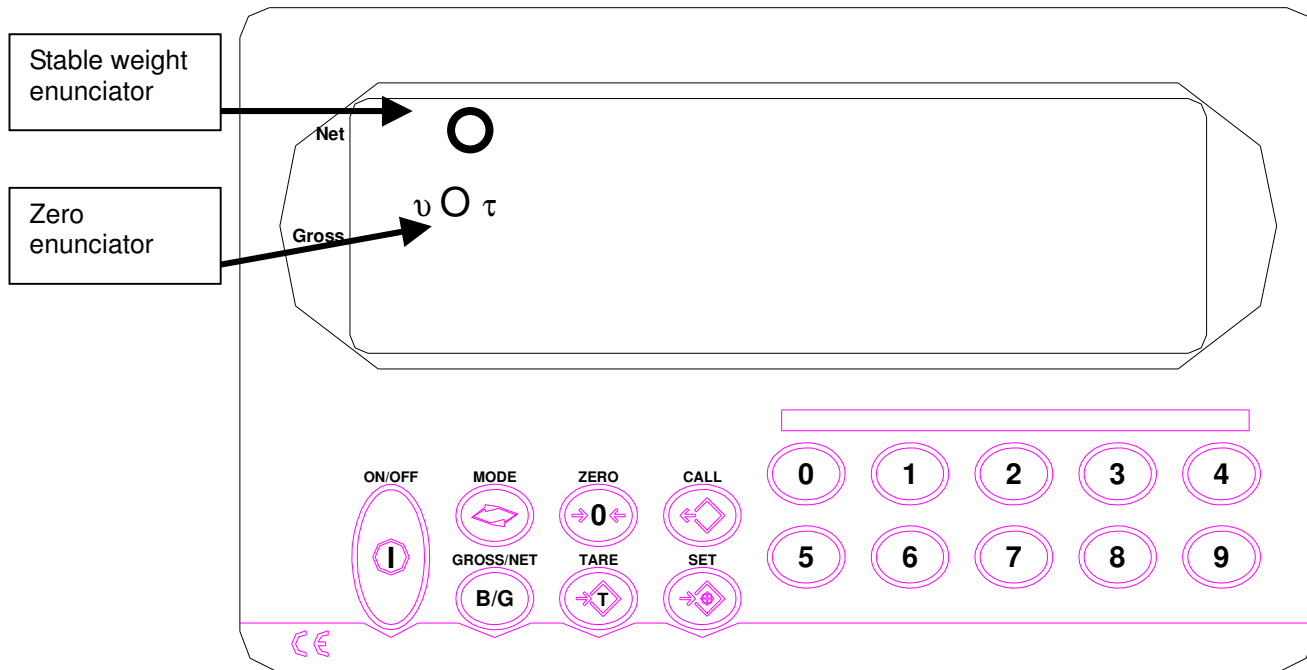 Stable weight
enunciator
Net
υ O τ
Zero
enunciator
Gross
ON/OFF MODE ZERO CALL
I →0←
GROSS/NET TARE SET
B/G T
0 1 2 3 4
5 6 7 8 9
CE